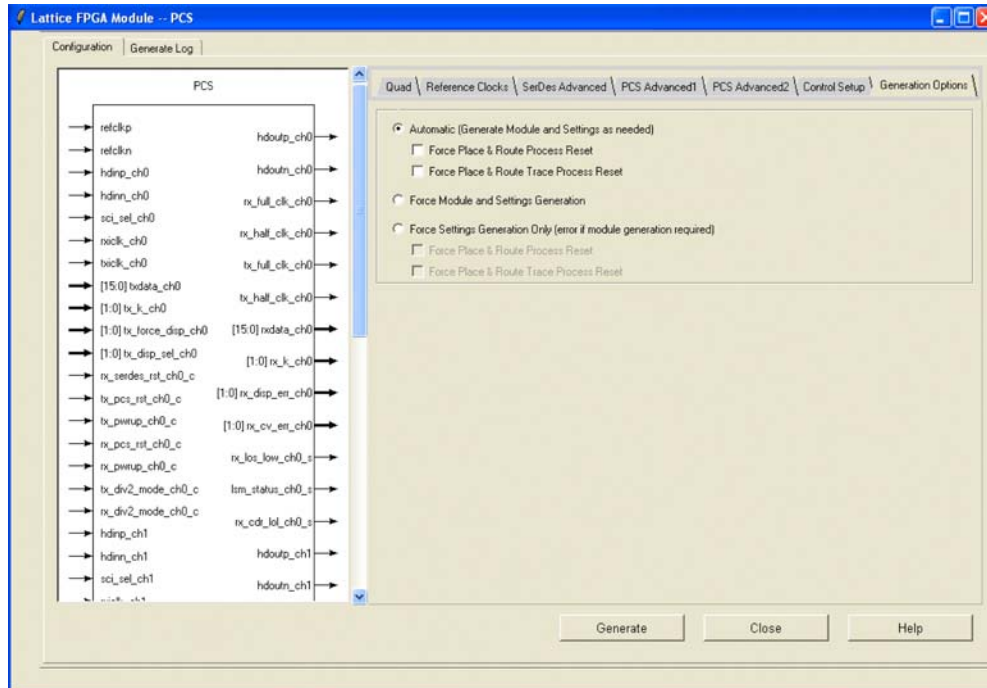 Lattice FPGA Module -- PCS
Configuration Generate Log
PCS
refclkp
refclkn
hdinp_ch0
hdinn_ch0
sci_sel_ch0
rxiclk_ch0
txiclk_ch0
[15:0] txdata_ch0
[1:0] tx_k_ch0
[1:0] tx_force_disp_ch0
[1:0] tx_disp_sel_ch0
rx_serdes_rst_ch0_c
tx_pcs_rst_ch0_c
tx_pwrup_ch0_c
rx_pcs_rst_ch0_c
rx_pwrup_ch0_c
tx_div2_mode_ch0_c
rx_div2_mode_ch0_c
hdinp_ch1
hdinn_ch1
sci_sel_ch1
hdoutp_ch0
hdoutn_ch0
rx_full_clk_ch0
rx_half_clk_ch0
tx_full_clk_ch0
tx_half_clk_ch0
[15:0] rxdata_ch0
[1:0] rx_k_ch0
[1:0] rx_disp_err_ch0
[1:0] rx_cv_err_ch0
rx_los_low_ch0_s
lsm_status_ch0_s
rx_cdr_lol_ch0_s
hdoutp_ch1
hdoutn_ch1
Quad Reference Clocks SerDes Advanced PCS Advanced1 PCS Advanced2 Control Setup Generation Options
Automatic (Generate Module and Settings as needed)
Force Place & Route Process Reset
Force Place & Route Trace Process Reset
Force Module and Settings Generation
Force Settings Generation Only (error if module generation required)
Force Place & Route Process Reset
Force Place & Route Trace Process Reset
Generate Close Help